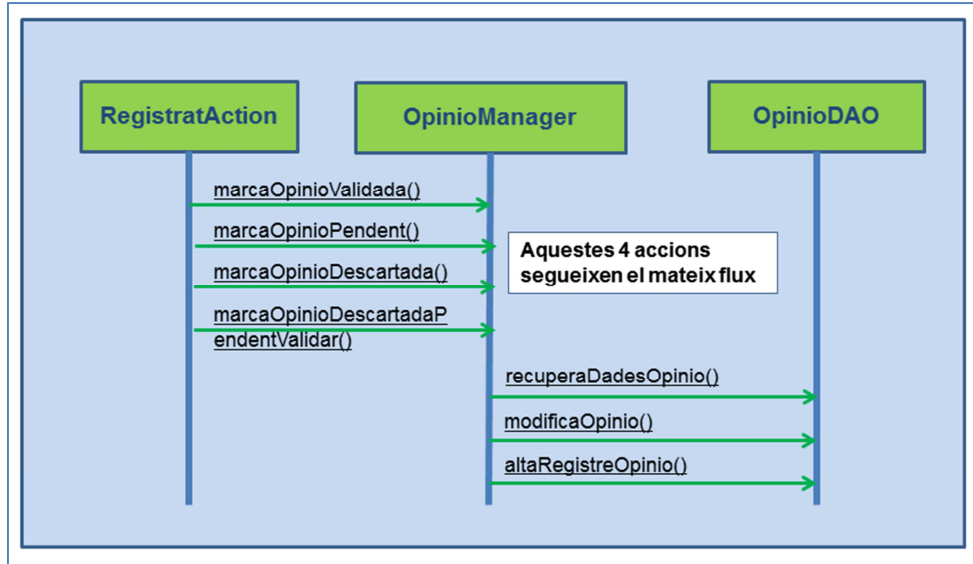 RegistratAction
OpinioManager
OpinioDAO
marcaOpinioValidada()
marcaOpinioPendent()
marcaOpinioDescartada()
marcaOpinioDescartadaP
endentValidar()
Aquestes 4 accions
segueixen el mateix flux
recuperaDadesOpinio()
modificaOpinio()
altaRegistreOpinio()